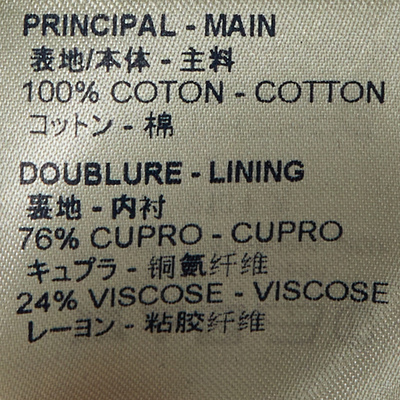 PRINCIPAL - MAIN
表地/本体 - 主料
100% COTON - COTTON
コットン - 棉
DOUBLURE - LINING
裏地 - 内衬
76% CUPRO - CUPRO
キュプラ - 铜氨纤维
24% VISCOSE - VISCOSE
レーヨン - 粘胶纤维